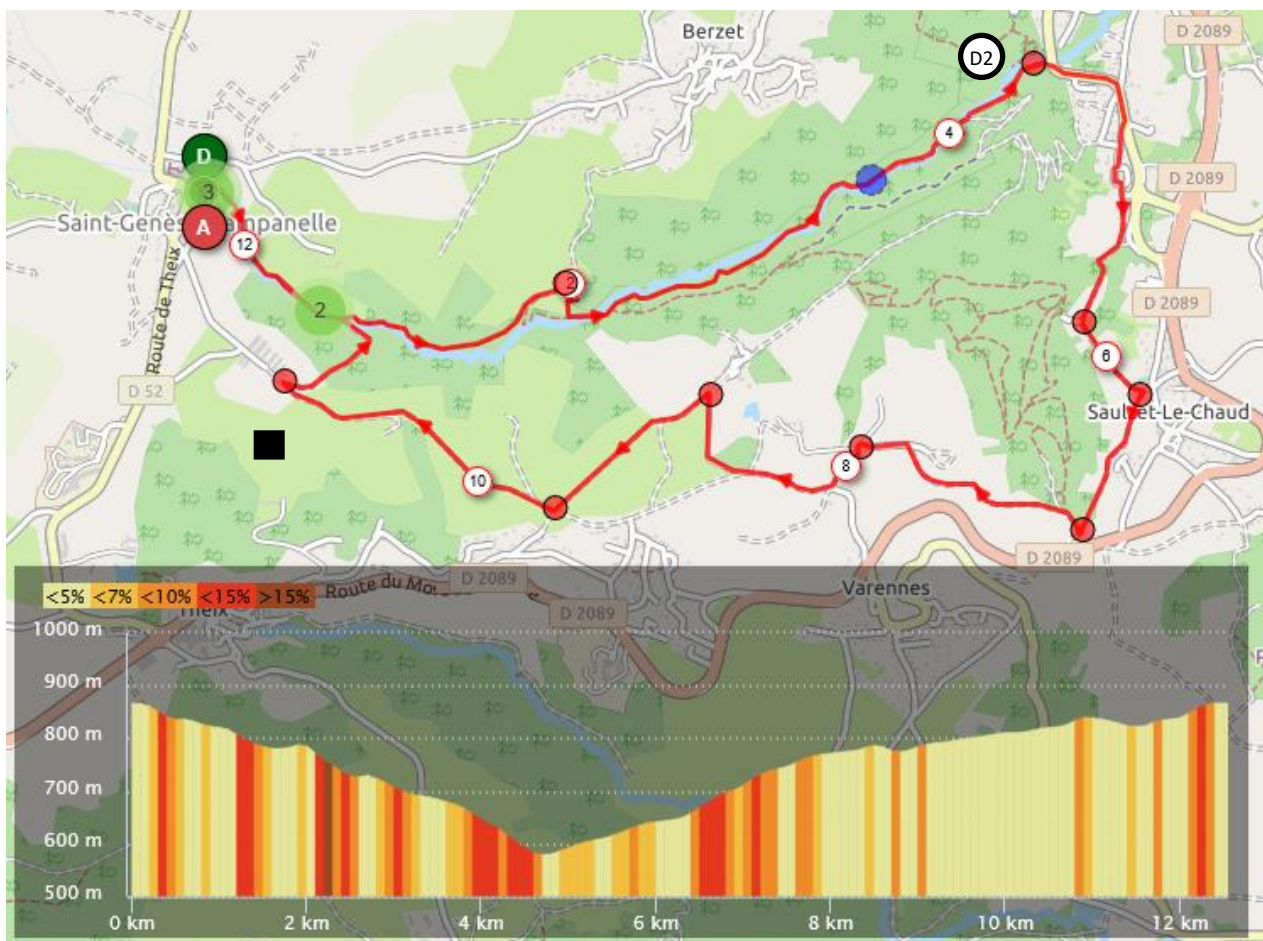 Berzet
D 2089
D2
4
D 2089
D
3
Saint-Genès
mpanelle
A
12
Route de Theix
2
2
D 2089
D 52
6
Saulzet-Le-Chaud
8
10
D 2089
D 2089
<5% <7% <10% <15% >15%
Theix
Route du Mo
Varennes
D 2089
1000 m
900 m
800 m
700 m
600 m
500 m
0 km 2 km 4 km 6 km 8 km 10 km 12 km